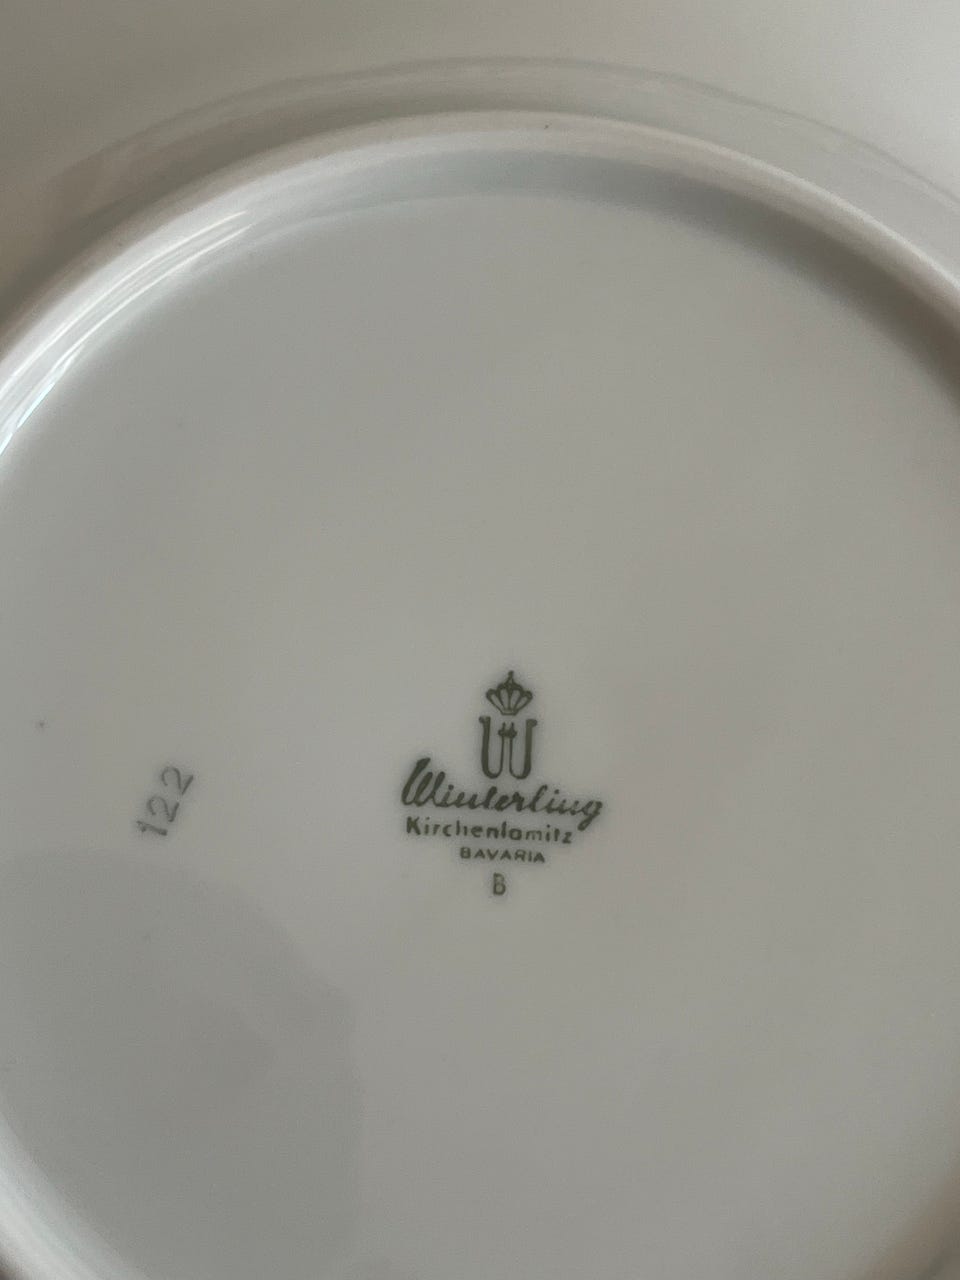 W
Winterling
Kirchenlamitz
BAVARIA
B
122